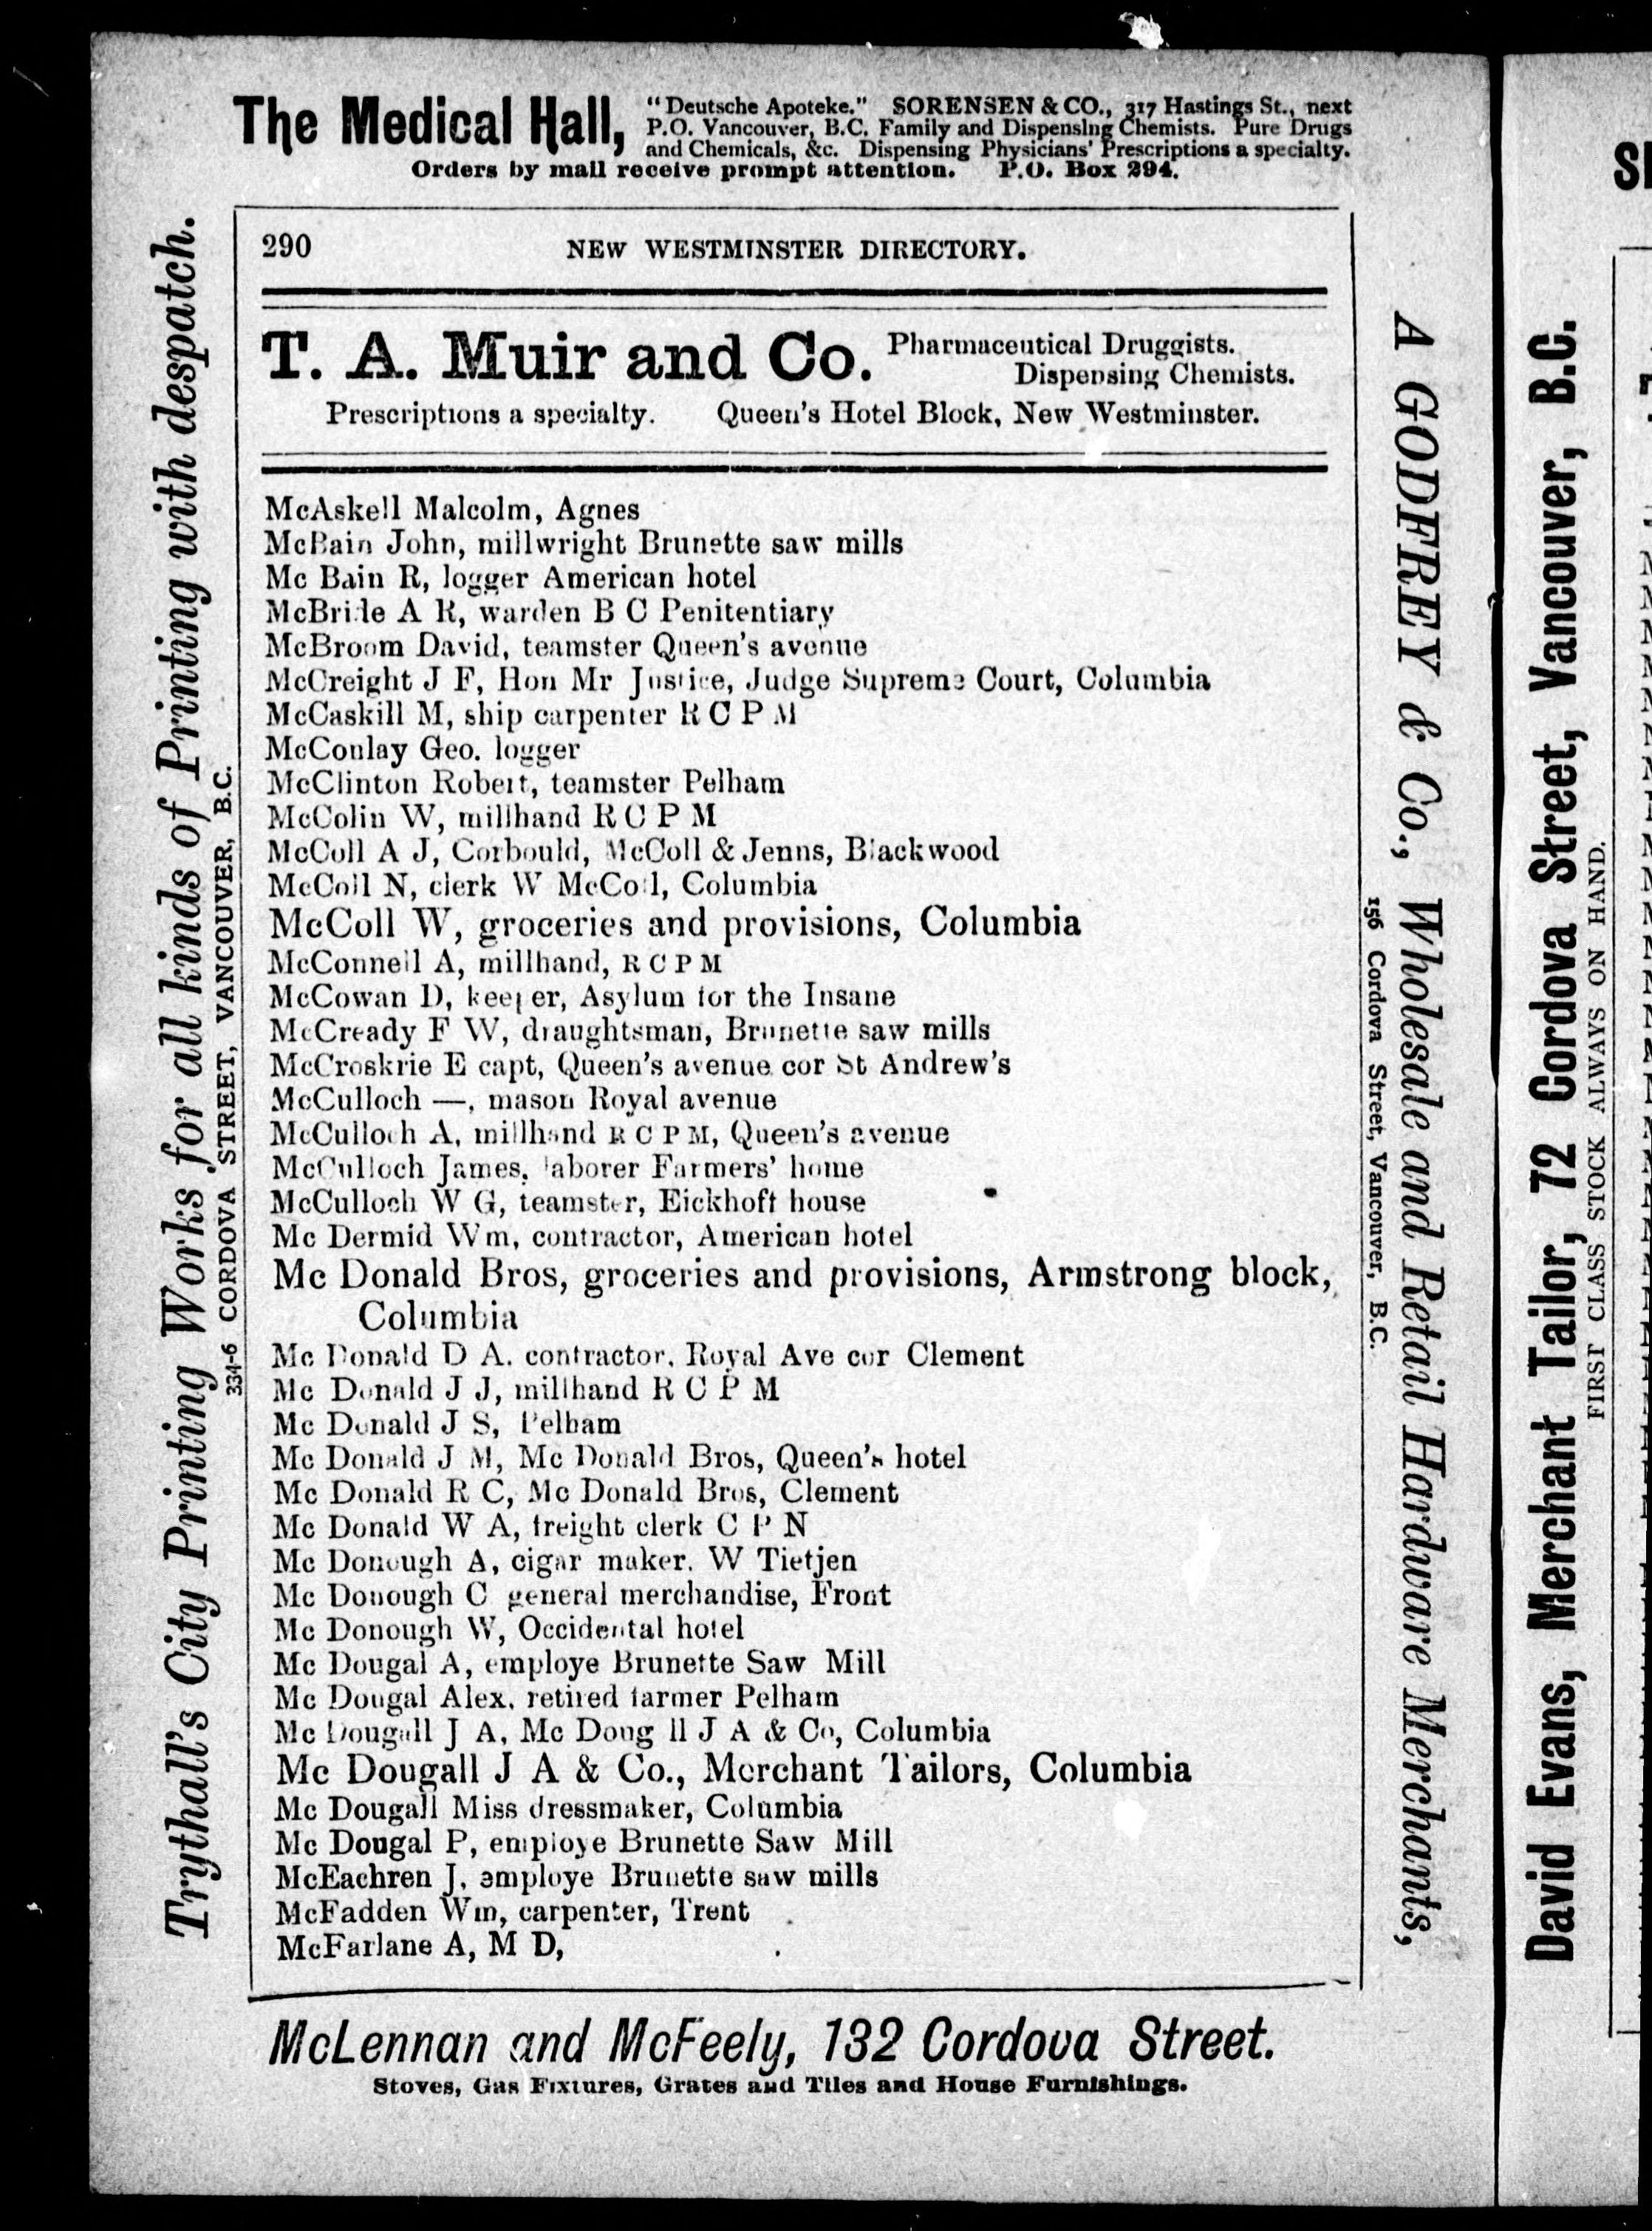 The Medical Hall, "Deutsche Apoteke." SORENSEN & CO., 317 Hastings St., next
P.O. Vancouver, B.C. Family and Dispensing Chemists. Pure Drugs
and Chemicals, &c. Dispensing Physicians' Prescriptions a specialty.
Orders by mail receive prompt attention. P.O. Box 294.
290 NEW WESTMINSTER DIRECTORY.
T. A. Muir and Co. Pharmaceutical Druggists.
Dispensing Chemists.
Prescriptions a specialty. Queen's Hotel Block, New Westminster.
McAskell Malcolm, Agnes
McBain John, millwright Brunette saw mills
Mc Bain R, logger American hotel
McBride A R, warden B C Penitentiary
McBroom David, teamster Queen's avenue
McCreight J F, Hon Mr Justice, Judge Supreme Court, Columbia
McCaskill M, ship carpenter R C P M
McConlay Geo. logger
McClinton Robert, teamster Pelham
McColin W, millhand R C P M
McColl A J, Corbould, McColl & Jenns, Blackwood
McColl N, clerk W McColl, Columbia
McColl W, groceries and provisions, Columbia
McConnell A, millhand, R C P M
McCowan D, keeper, Asylum for the Insane
McCready F W, draughtsman, Brunette saw mills
McCroskrie E capt, Queen's avenue cor St Andrew's
McCulloch —, mason Royal avenue
McCulloch A, millhand R C P M, Queen's avenue
McCulloch James, laborer Farmers' home
McCulloch W G, teamster, Eickhoft house
Mc Dermid Wm, contractor, American hotel
Mc Donald Bros, groceries and provisions, Armstrong block,
Columbia
Mc Donald D A. contractor, Royal Ave cor Clement
Mc Donald J J, millhand R C P M
Mc Donald J S, Pelham
Mc Donald J M, Mc Donald Bros, Queen's hotel
Mc Donald R C, Mc Donald Bros, Clement
Mc Donald W A, freight clerk C P N
Mc Donough A, cigar maker, W Tietjen
Mc Donough C general merchandise, Front
Mc Donough W, Occidental hotel
Mc Dougal A, employe Brunette Saw Mill
Mc Dougal Alex, retired farmer Pelham
Mc Dougall J A, Mc Doug ll J A & Co, Columbia
Mc Dougall J A & Co., Merchant Tailors, Columbia
Mc Dougall Miss dressmaker, Columbia
Mc Dougal P, employe Brunette Saw Mill
McEachren J, employe Brunette saw mills
McFadden Wm, carpenter, Trent
McFarlane A, M D,
McLennan and McFeely, 132 Cordova Street.
Stoves, Gas Fixtures, Grates and Tiles and House Furnishings.
Trythall's City Printing Works for all kinds of Printing with despatch.
334-6 CORDOVA STREET, VANCOUVER, B.C.
A GODFREY & Co., Wholesale and Retail Hardware Merchants,
156 Cordova Street, Vancouver, B.C.
David Evans, Merchant Tailor, 72 Cordova Street, Vancouver, B.C.
FIRST CLASS STOCK ALWAYS ON HAND.